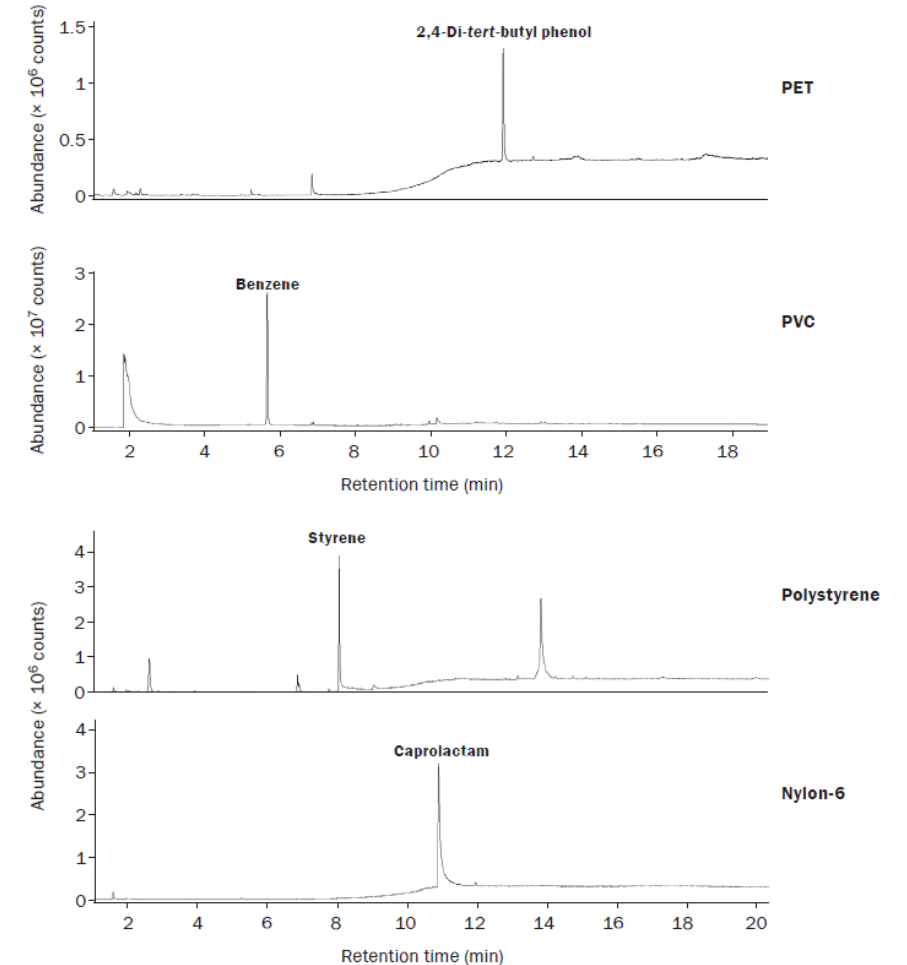 2,4-Di-tert-butyl phenol
Abundance (× 10⁶ counts)
1.5
1
0.5
0
PET
Abundance (× 10⁷ counts)
3
2
1
0
Benzene
PVC
2 4 6 8 10 12 14 16 18
Retention time (min)
Abundance (× 10⁶ counts)
4
3
2
1
0
Styrene
Polystyrene
4
3
2
1
0
Caprolactam
Nylon-6
2 4 6 8 10 12 14 16 18 20
Retention time (min)